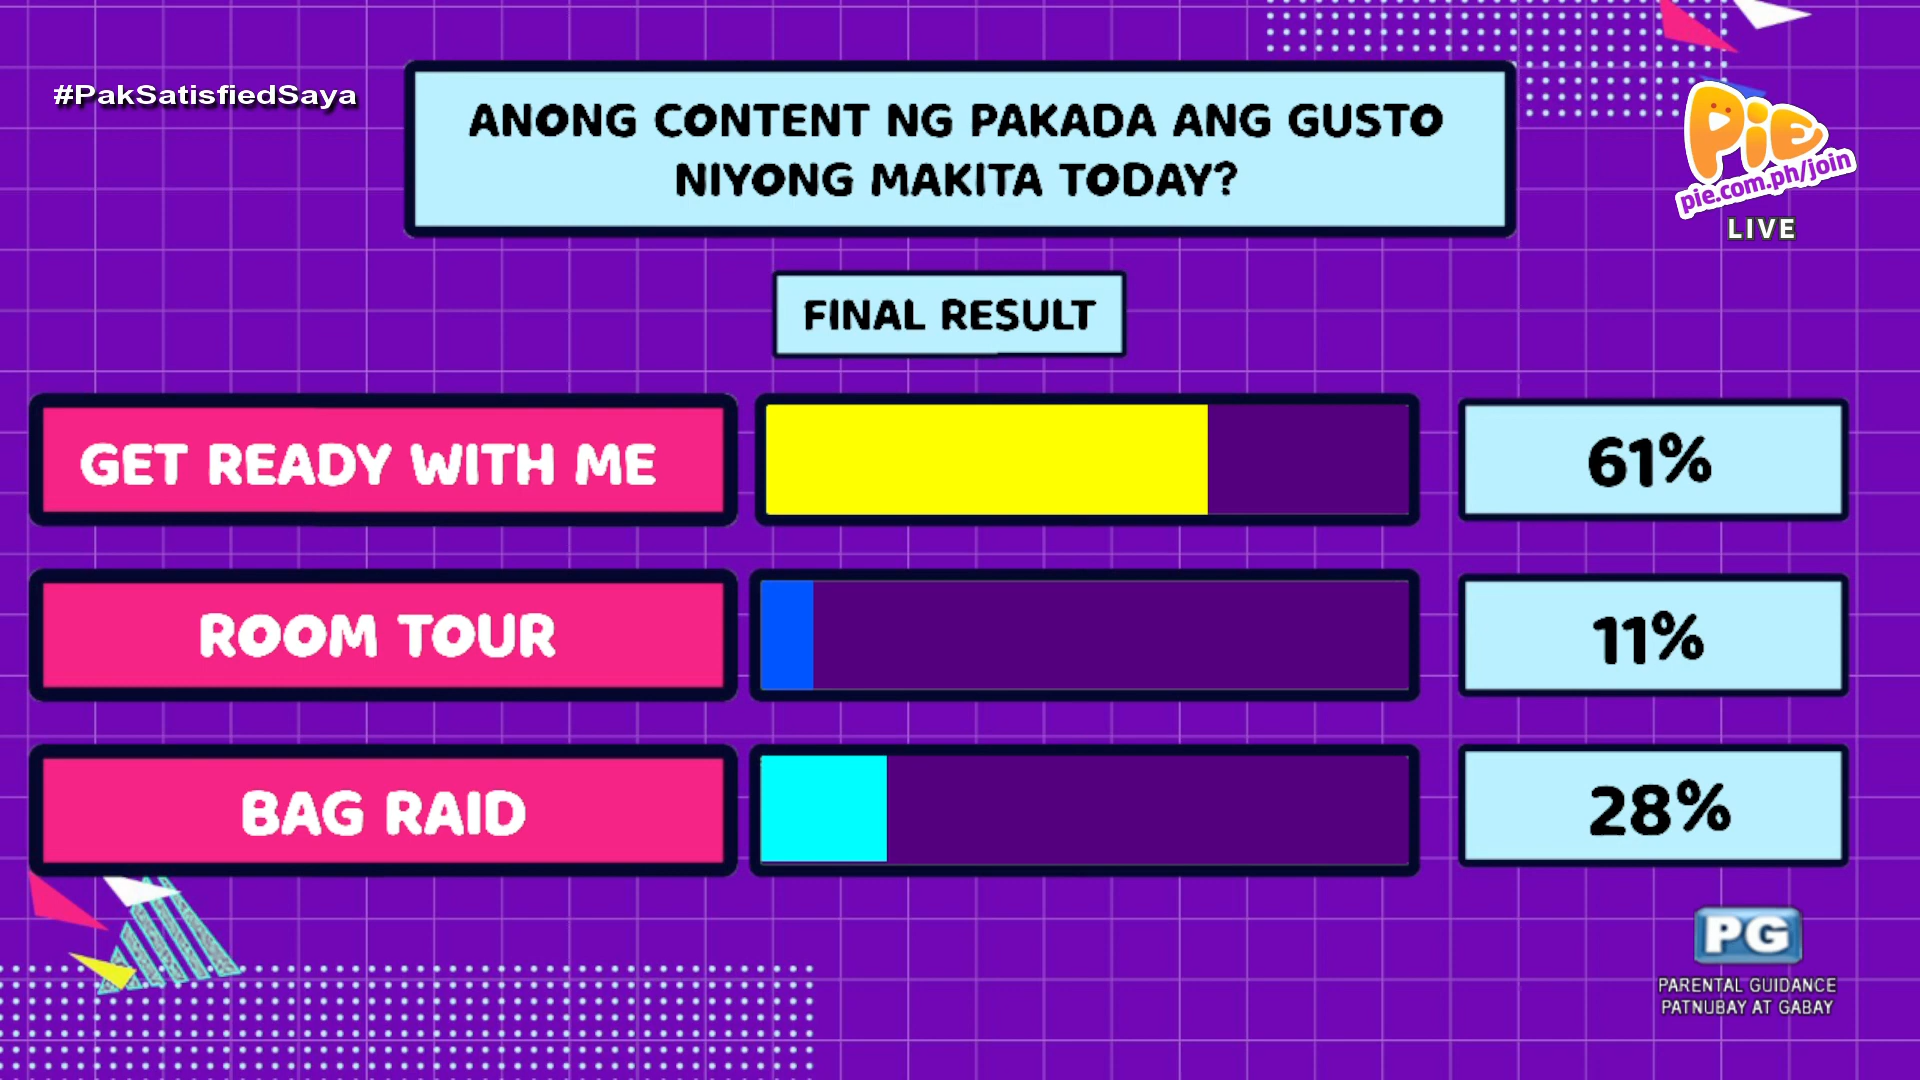 #PakSatisfiedSaya
ANONG CONTENT NG PAKADA ANG GUSTO
NIYONG MAKITA TODAY?
PiE
pie.com.ph/join
LIVE
FINAL RESULT
GET READY WITH ME
61%
ROOM TOUR
11%
BAG RAID
28%
PG
PARENTAL GUIDANCE
PATNUBAY AT GABAY